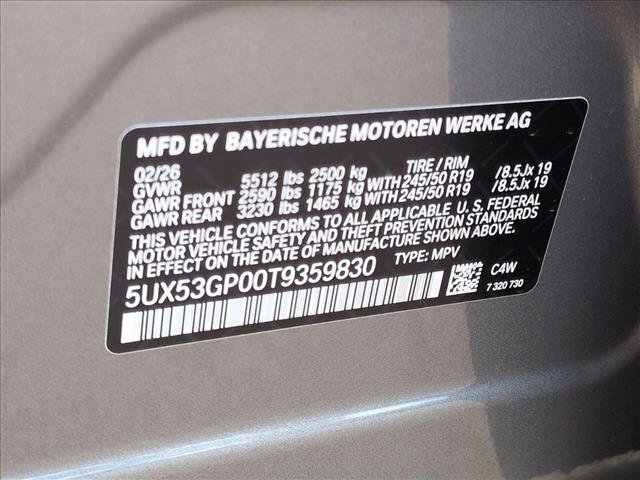 MFD BY BAYERISCHE MOTOREN WERKE AG
02/26 TIRE / RIM
GVWR 5512 lbs 2500 kg
GAWR FRONT 2590 lbs 1175 kg WITH 245/50 R19 /8.5Jx 19
GAWR REAR 3230 lbs 1465 kg WITH 245/50 R19 /8.5Jx 19
THIS VEHICLE CONFORMS TO ALL APPLICABLE U. S. FEDERAL
MOTOR VEHICLE SAFETY AND THEFT PREVENTION STANDARDS
IN EFFECT ON THE DATE OF MANUFACTURE SHOWN ABOVE.
5UX53GP00T9359830 TYPE: MPV
C4W
7 320 730